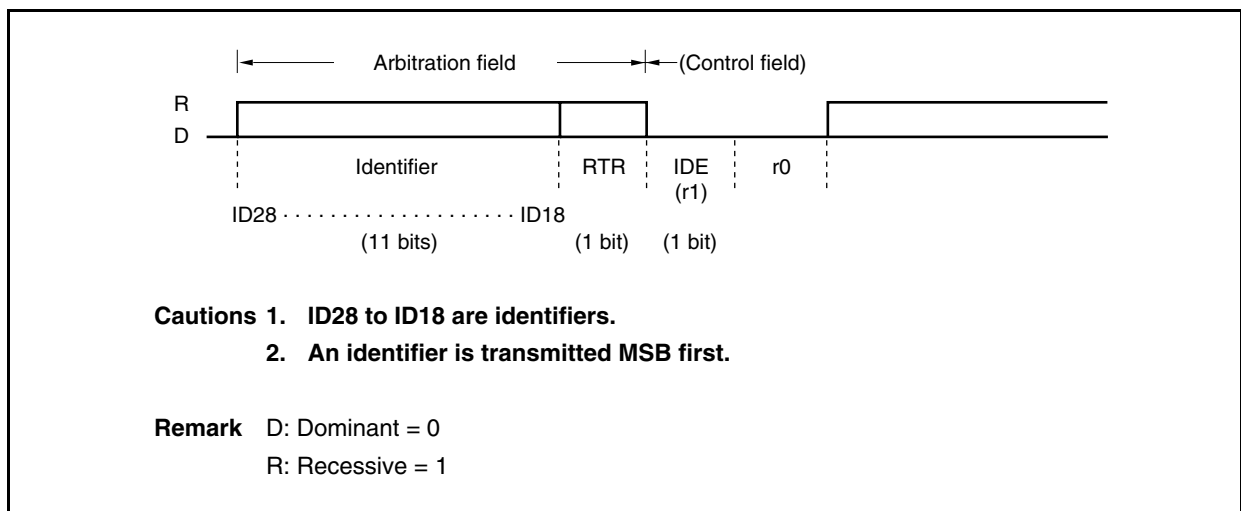 Arbitration field (Control field)
R
D
Identifier RTR IDE r0
(r1)
ID28 · · · · · · · · · · · · · · · · · · · · ID18
(11 bits) (1 bit) (1 bit)
Cautions 1. ID28 to ID18 are identifiers.
2. An identifier is transmitted MSB first.
Remark D: Dominant = 0
R: Recessive = 1